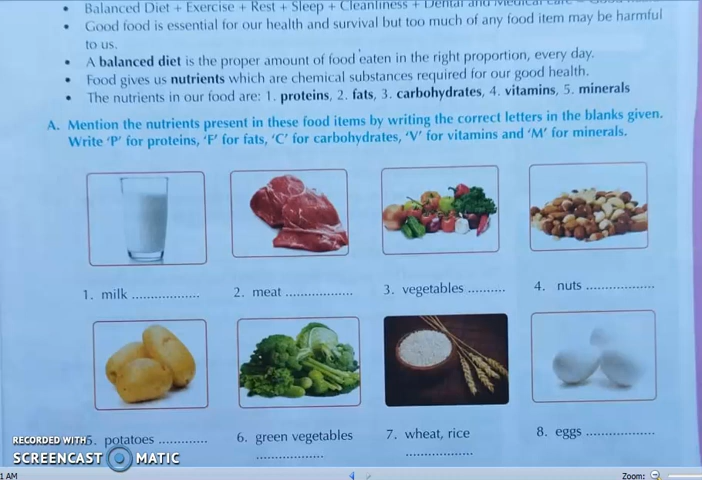 Balanced Diet + Exercise + Rest + Sleep + Cleanliness + Dental and Medical Care = Good
• Good food is essential for our health and survival but too much of any food item may be harmful
to us.
• A balanced diet is the proper amount of food eaten in the right proportion, every day.
• Food gives us nutrients which are chemical substances required for our good health.
• The nutrients in our food are: 1. proteins, 2. fats, 3. carbohydrates, 4. vitamins, 5. minerals
A. Mention the nutrients present in these food items by writing the correct letters in the blanks given.
Write ‘P’ for proteins, ‘F’ for fats, ‘C’ for carbohydrates, ‘V’ for vitamins and ‘M’ for minerals.
1. milk ..................
2. meat ..................
3. vegetables ..........
4. nuts ..................
5. potatoes .............
6. green vegetables
..................
7. wheat, rice
..................
8. eggs ..................
RECORDED WITH
SCREENCAST MATIC
1 AM
Zoom: